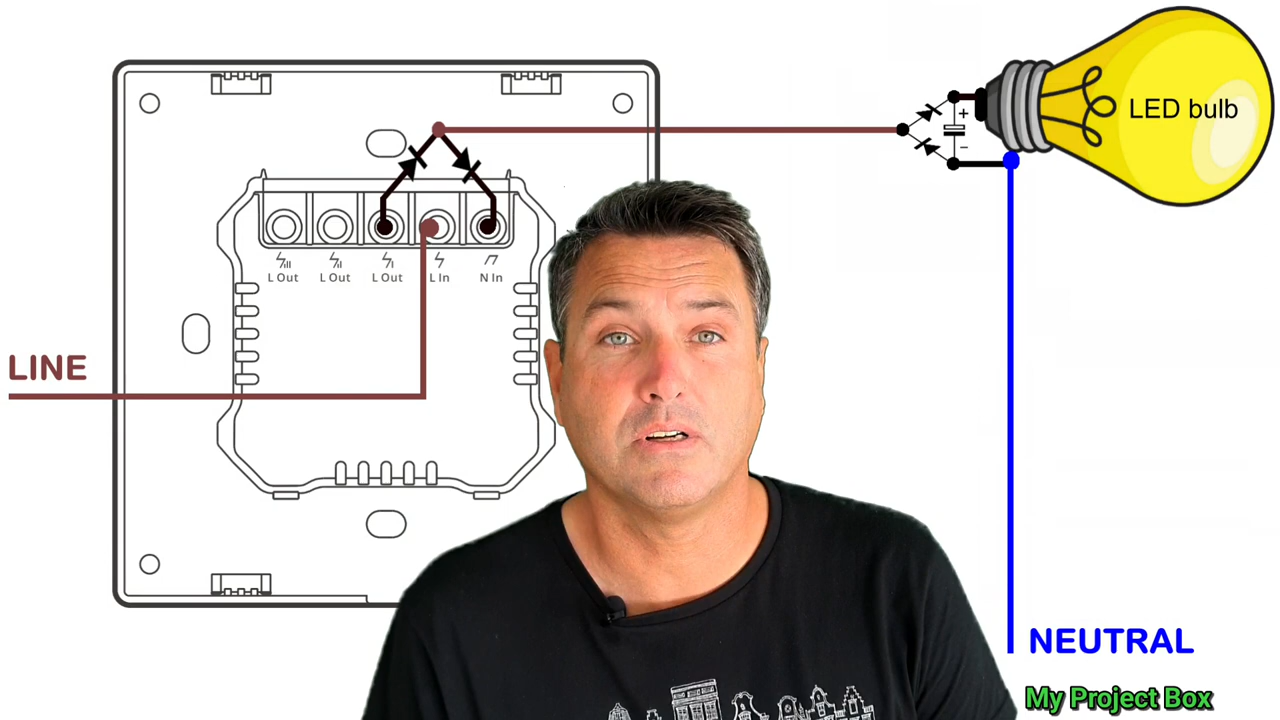 LED bulb
+
−
L Out
L Out
L Out
L In
N In
LINE
NEUTRAL
My Project Box